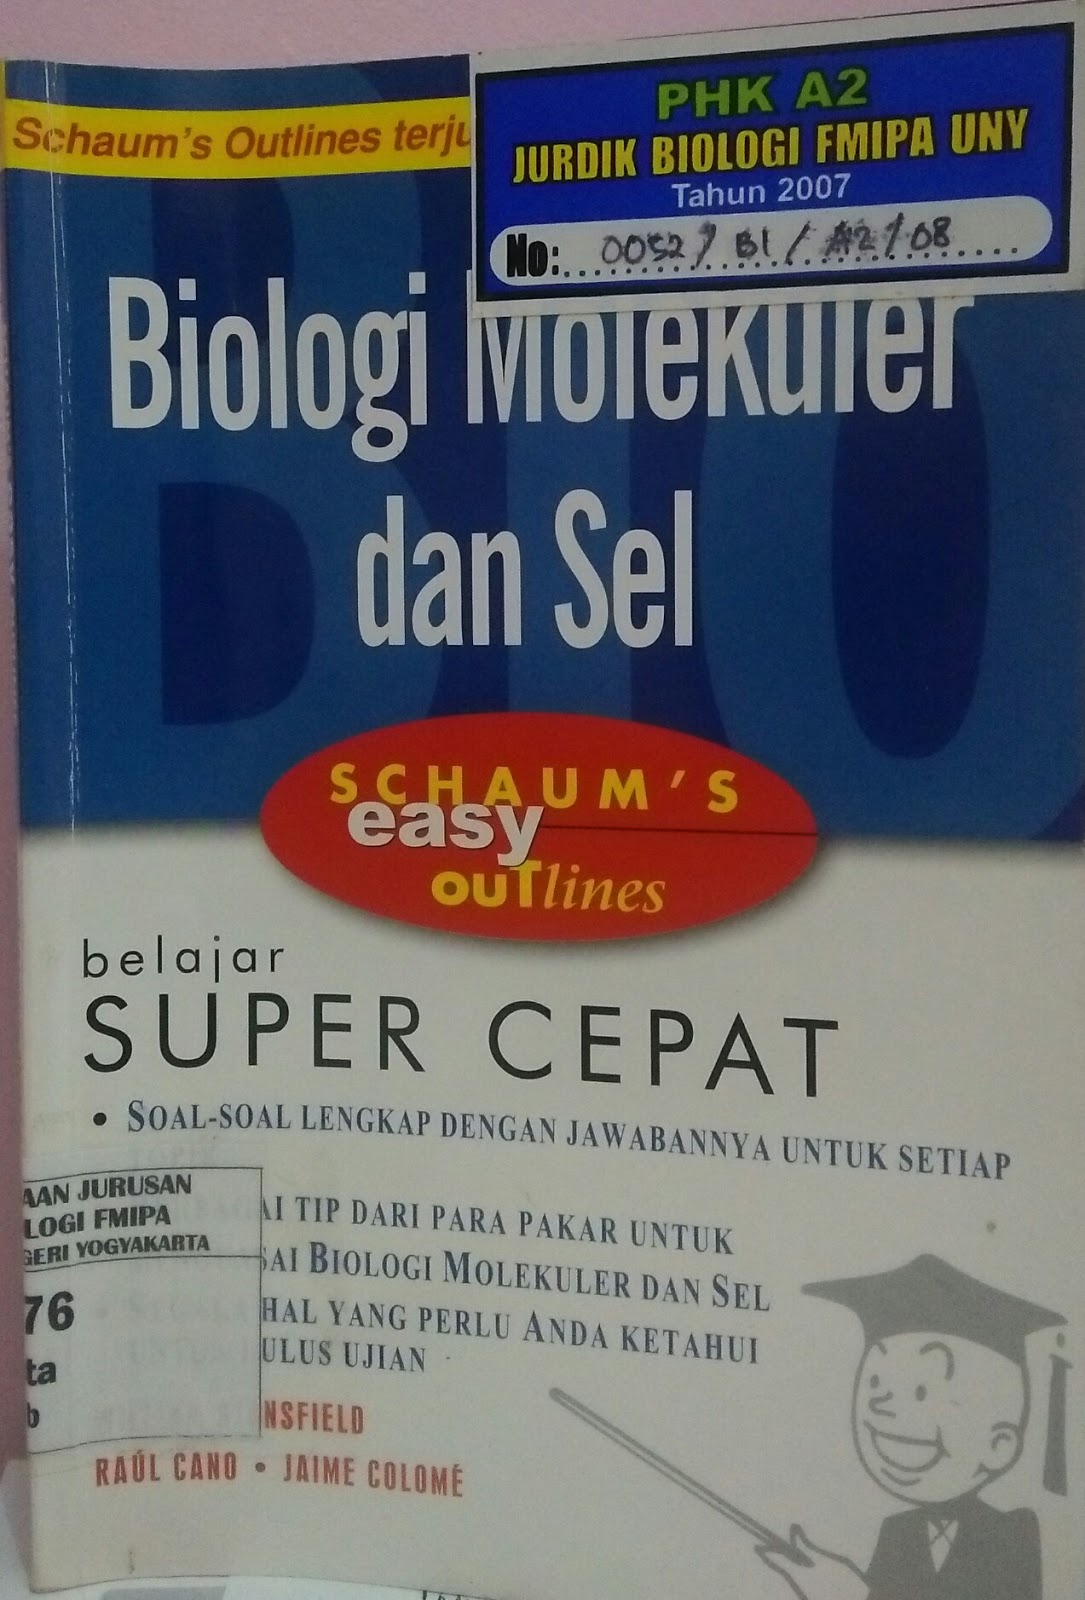 Schaum's Outlines
PHK A2
JURDIK BIOLOGI FMIPA UNY
Tahun 2007
No: 0052 / BI / A2 / 08
Biologi Molekuler
dan Sel
SCHAUM'S
easy
OUTlines
belajar
SUPER CEPAT
• SOAL-SOAL LENGKAP DENGAN JAWABANNYA UNTUK SETIAP
TOPIK
AAN JURUSAN
LOGI FMIPA
GERI YOGYAKARTA
76
ta
b
AI TIP DARI PARA PAKAR UNTUK
SAI BIOLOGI MOLEKULER DAN SEL
HAL YANG PERLU ANDA KETAHUI
ULUS UJIAN
NSFIELD
RAÚL CANO • JAIME COLOMÉ